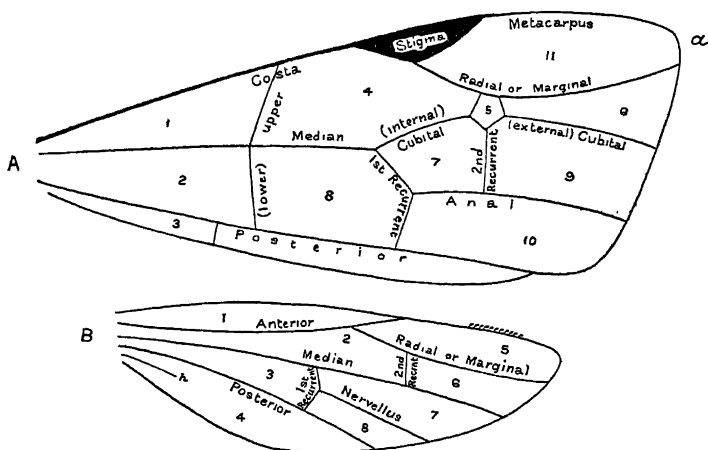 Metacarpus
a
Stigma
11
Costa
Radial or Marginal
4
upper
5
6
(internal)
1
Median
Cubital
(external) Cubital
7
2nd
Recurrent
A
1st Recurrent
9
2
(lower)
8
Anal
3
Posterior
10
1
Anterior
B
2
Radial or Marginal
5
Median
2nd
Recint
3
1st
Recurrent
6
h
Posterior
Nervellus
7
4
8